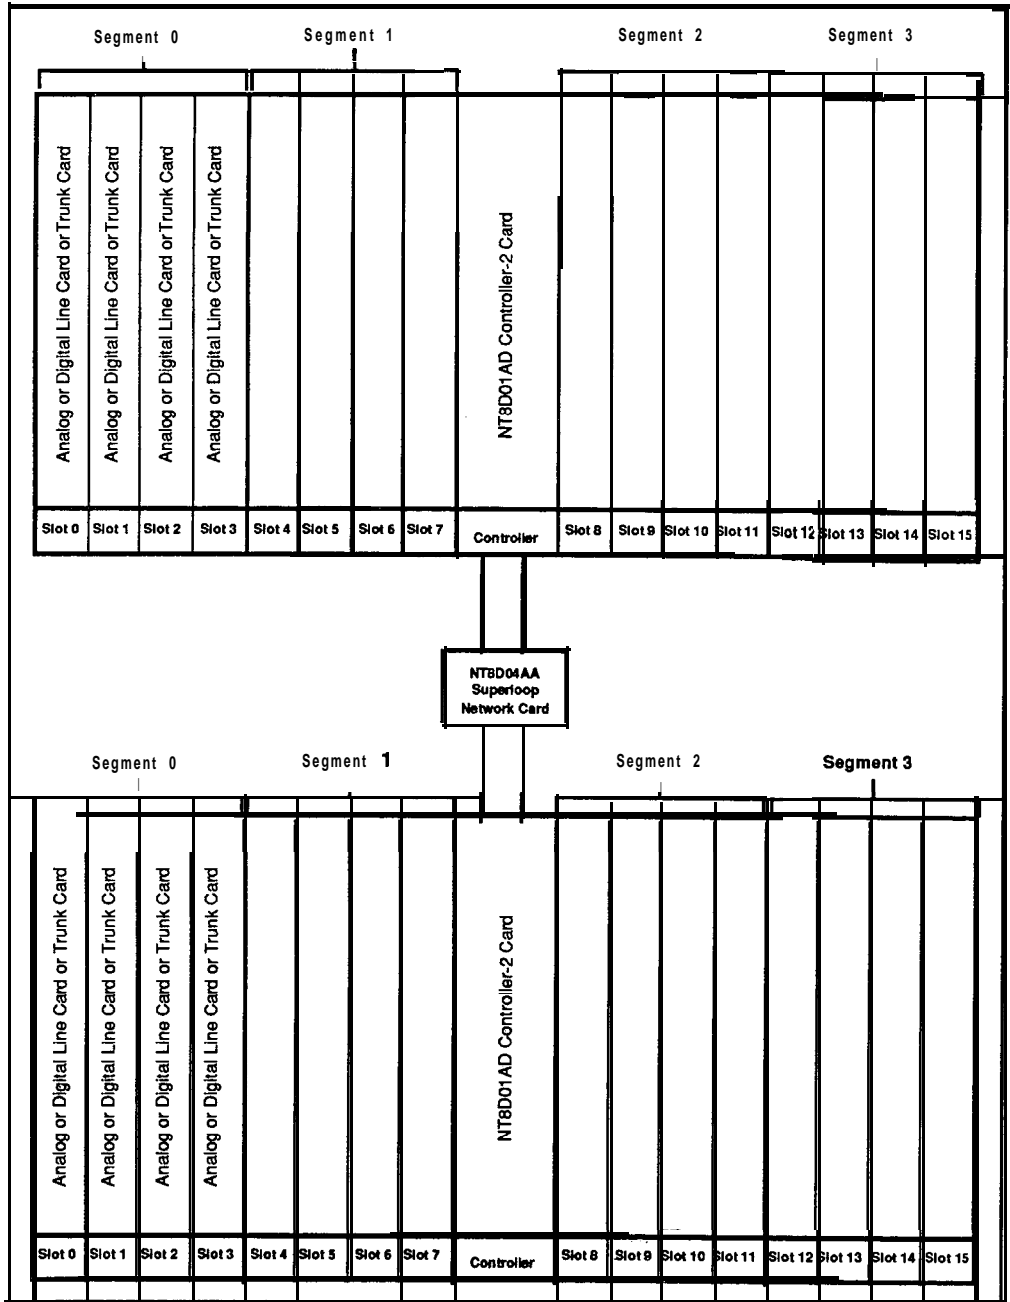 Segment 0 Segment 1 Segment 2 Segment 3
Analog or Digital Line Card or Trunk Card
Analog or Digital Line Card or Trunk Card
Analog or Digital Line Card or Trunk Card
Analog or Digital Line Card or Trunk Card
NT8D01AD Controller-2 Card
Slot 0 Slot 1 Slot 2 Slot 3 Slot 4 Slot 5 Slot 6 Slot 7 Controller Slot 8 Slot 9 Slot 10 Slot 11 Slot 12 Slot 13 Slot 14 Slot 15
NT8D04AA
Superloop
Network Card
Segment 0 Segment 1 Segment 2 Segment 3
Analog or Digital Line Card or Trunk Card
Analog or Digital Line Card or Trunk Card
Analog or Digital Line Card or Trunk Card
Analog or Digital Line Card or Trunk Card
NT8D01AD Controller-2 Card
Slot 0 Slot 1 Slot 2 Slot 3 Slot 4 Slot 5 Slot 6 Slot 7 Controller Slot 8 Slot 9 Slot 10 Slot 11 Slot 12 Slot 13 Slot 14 Slot 15